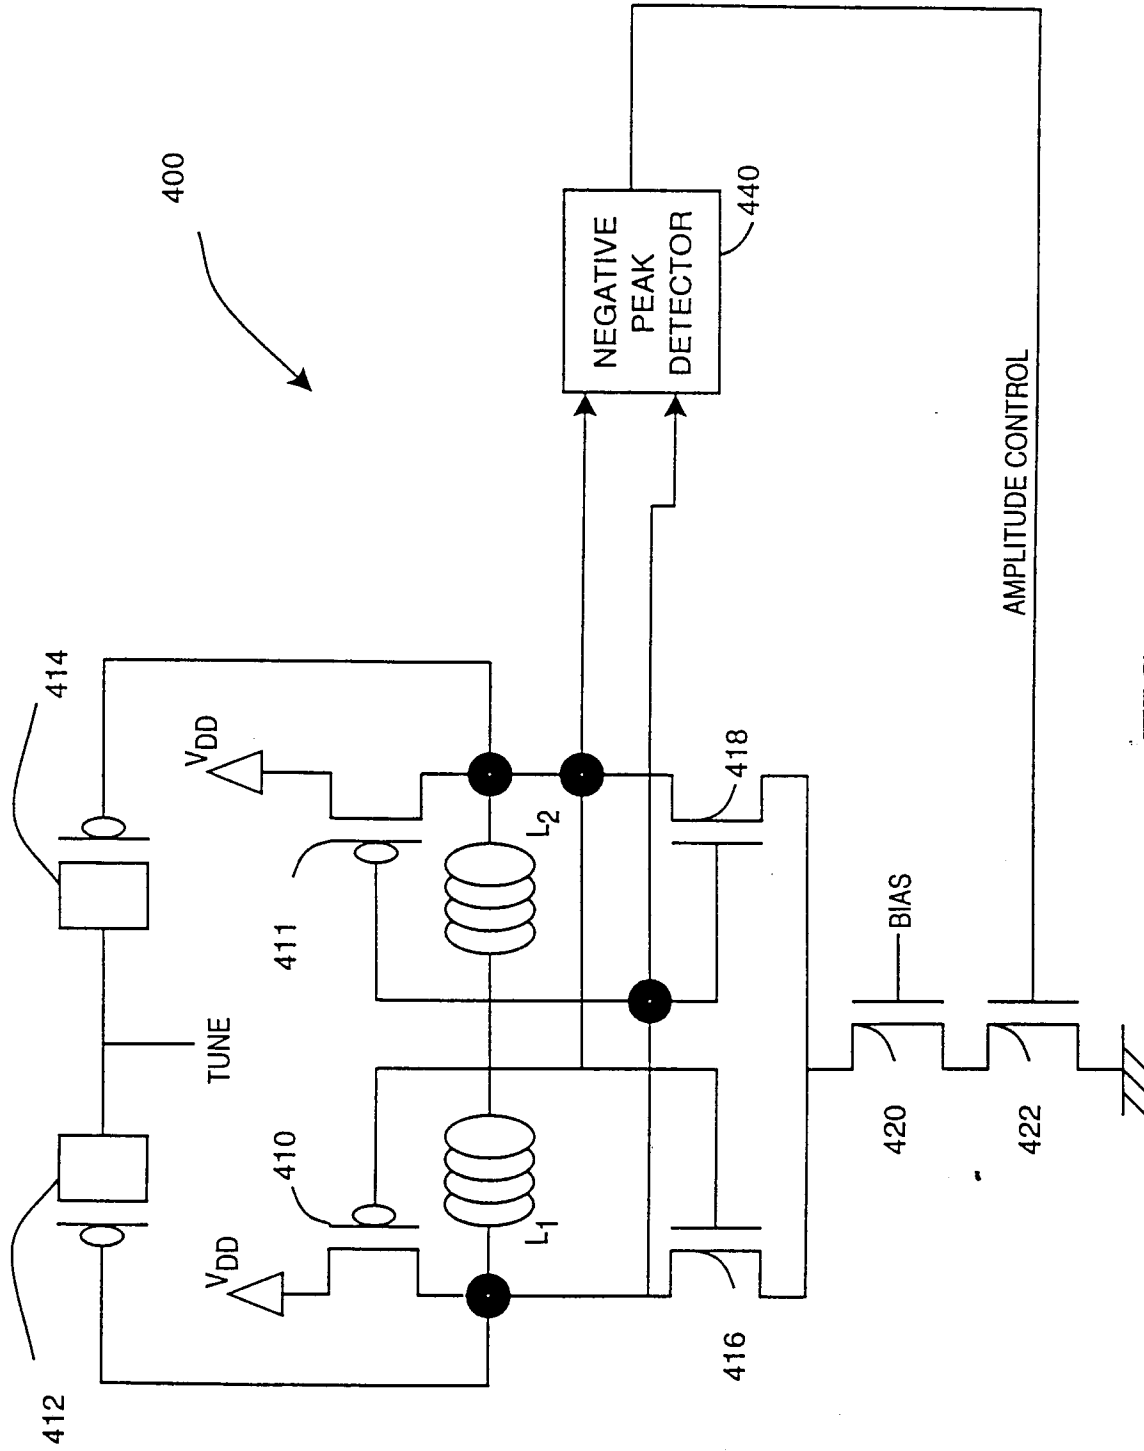 400
412
414
TUNE
VDD
VDD
410
411
L1
L2
NEGATIVE
PEAK
DETECTOR
440
416
418
BIAS
420
422
AMPLITUDE CONTROL